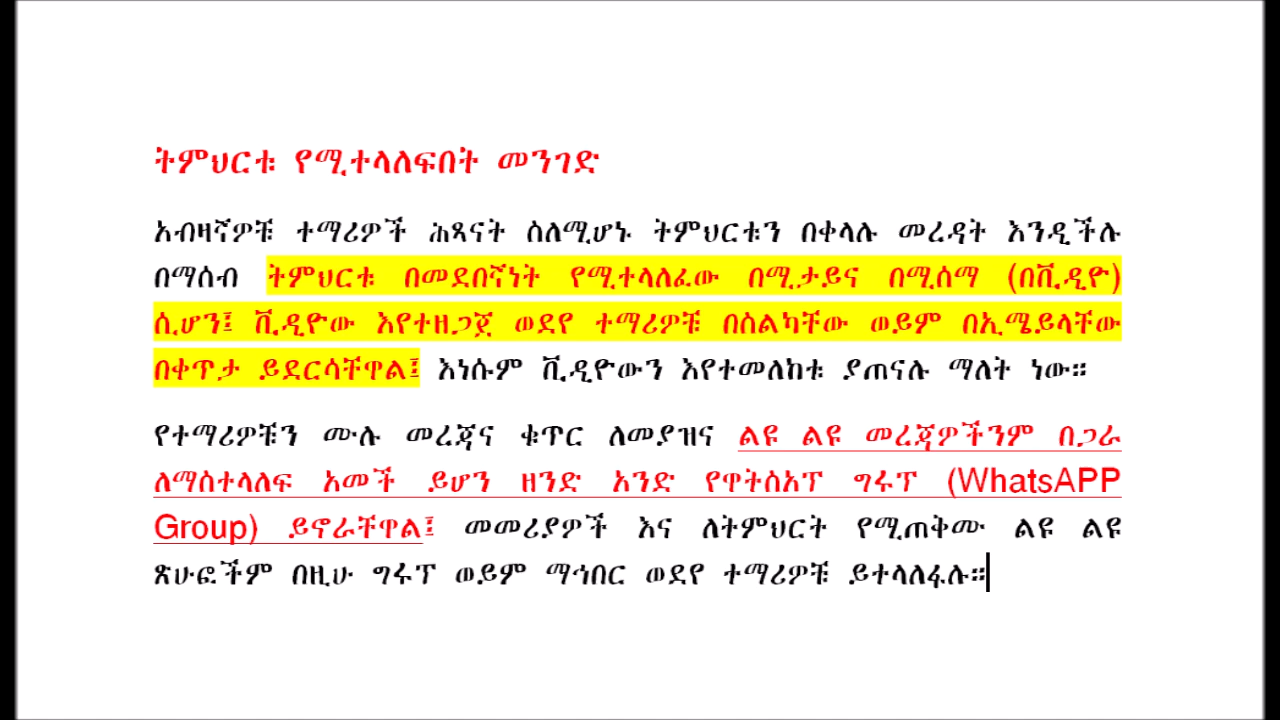 ትምህርቱ የሚተላለፍበት መንገድ
አብዛኛዎቹ ተማሪዎች ሕጻናት ስለሚሆኑ ትምህርቱን በቀላሉ መረዳት እንዲችሉ
በማሰብ ትምህርቱ በመደበኛነት የሚተላለፈው በሚታይና በሚሰማ (በቪዲዮ)
ሲሆን፤ ቪዲዮው እየተዘጋጀ ወደየ ተማሪዎቹ በስልካቸው ወይም በኢሜይላቸው
በቀጥታ ይደርሳቸዋል፤ እነሱም ቪዲዮውን እየተመለከቱ ያጠናሉ ማለት ነው።
የተማሪዎቹን ሙሉ መረጃና ቁጥር ለመያዝና ልዩ ልዩ መረጃዎችንም በጋራ
ለማስተላለፍ አመች ይሆን ዘንድ አንድ የዋትስአፕ ግሩፕ (WhatsAPP
Group) ይኖራቸዋል፤ መመሪያዎች እና ለትምህርት የሚጠቅሙ ልዩ ልዩ
ጽሁፎችም በዚሁ ግሩፕ ወይም ማኅበር ወደየ ተማሪዎቹ ይተላለፋሉ።